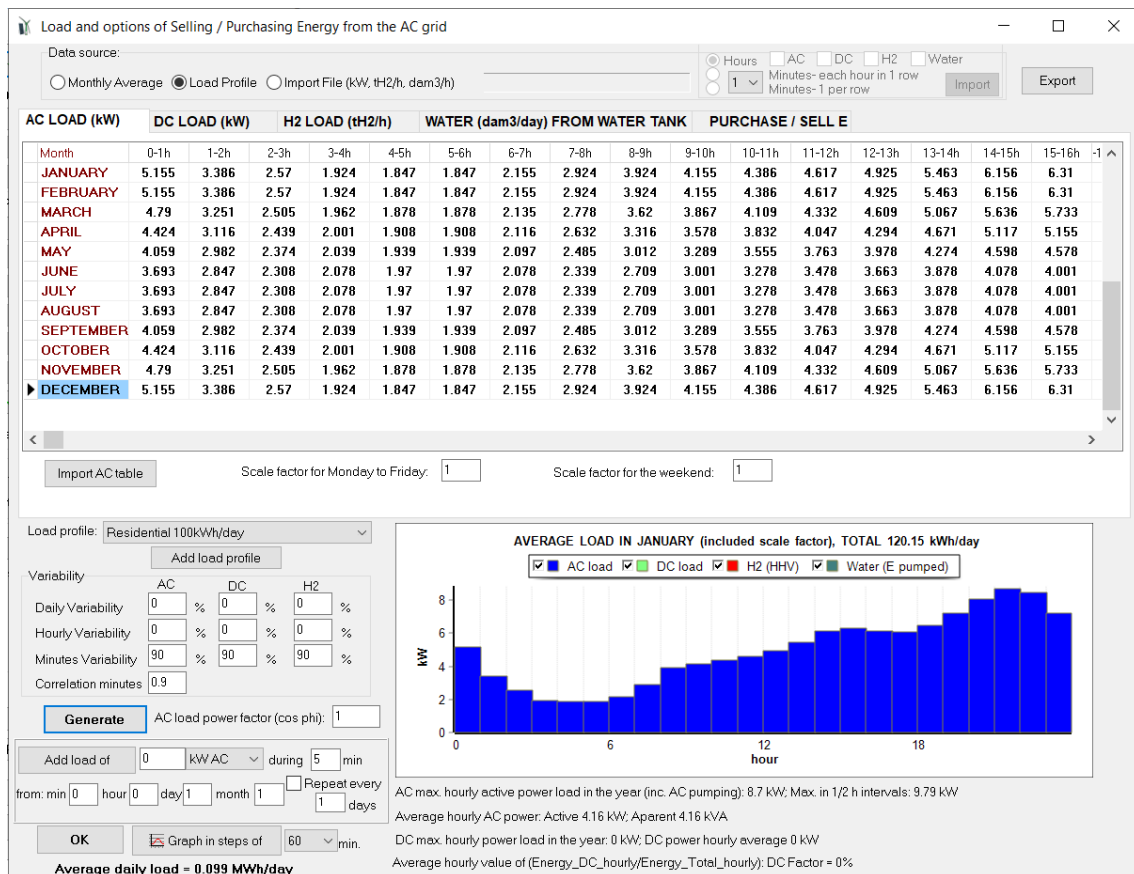 Load and options of Selling / Purchasing Energy from the AC grid
Data source:
Monthly Average Load Profile Import File (kW, tH2/h, dam3/h)
Hours AC DC H2 Water
1 Minutes- each hour in 1 row
Minutes- 1 per row
Import
Export
AC LOAD (kW) DC LOAD (kW) H2 LOAD (tH2/h) WATER (dam3/day) FROM WATER TANK PURCHASE / SELL E
Month 0-1h 1-2h 2-3h 3-4h 4-5h 5-6h 6-7h 7-8h 8-9h 9-10h 10-11h 11-12h 12-13h 13-14h 14-15h 15-16h -1
JANUARY 5.155 3.386 2.57 1.924 1.847 1.847 2.155 2.924 3.924 4.155 4.386 4.617 4.925 5.463 6.156 6.31
FEBRUARY 5.155 3.386 2.57 1.924 1.847 1.847 2.155 2.924 3.924 4.155 4.386 4.617 4.925 5.463 6.156 6.31
MARCH 4.79 3.251 2.505 1.962 1.878 1.878 2.135 2.778 3.62 3.867 4.109 4.332 4.609 5.067 5.636 5.733
APRIL 4.424 3.116 2.439 2.001 1.908 1.908 2.116 2.632 3.316 3.578 3.832 4.047 4.294 4.671 5.117 5.155
MAY 4.059 2.982 2.374 2.039 1.939 1.939 2.097 2.485 3.012 3.289 3.555 3.763 3.978 4.274 4.598 4.578
JUNE 3.693 2.847 2.308 2.078 1.97 1.97 2.078 2.339 2.709 3.001 3.278 3.478 3.663 3.878 4.078 4.001
JULY 3.693 2.847 2.308 2.078 1.97 1.97 2.078 2.339 2.709 3.001 3.278 3.478 3.663 3.878 4.078 4.001
AUGUST 3.693 2.847 2.308 2.078 1.97 1.97 2.078 2.339 2.709 3.001 3.278 3.478 3.663 3.878 4.078 4.001
SEPTEMBER 4.059 2.982 2.374 2.039 1.939 1.939 2.097 2.485 3.012 3.289 3.555 3.763 3.978 4.274 4.598 4.578
OCTOBER 4.424 3.116 2.439 2.001 1.908 1.908 2.116 2.632 3.316 3.578 3.832 4.047 4.294 4.671 5.117 5.155
NOVEMBER 4.79 3.251 2.505 1.962 1.878 1.878 2.135 2.778 3.62 3.867 4.109 4.332 4.609 5.067 5.636 5.733
DECEMBER 5.155 3.386 2.57 1.924 1.847 1.847 2.155 2.924 3.924 4.155 4.386 4.617 4.925 5.463 6.156 6.31
Import AC table Scale factor for Monday to Friday: 1 Scale factor for the weekend: 1
Load profile: Residential 100kWh/day
Add load profile
Variability
AC DC H2
Daily Variability 0 % 0 % 0 %
Hourly Variability 0 % 0 % 0 %
Minutes Variability 90 % 90 % 90 %
Correlation minutes 0.9
Generate AC load power factor (cos phi): 1
Add load of 0 kW AC during 5 min
from: min 0 hour 0 day 1 month 1 Repeat every
1 days
OK Graph in steps of 60 min.
Average daily load = 0.099 MWh/day
AVERAGE LOAD IN JANUARY (included scale factor), TOTAL 120.15 kWh/day
AC load DC load H2 (HHV) Water (E pumped)
8
6
4
2
0
kW
0 6 12 18
hour
AC max. hourly active power load in the year (inc. AC pumping): 8.7 kW; Max. in 1/2 h intervals: 9.79 kW
Average hourly AC power: Active 4.16 kW; Aparent 4.16 kVA
DC max. hourly power load in the year: 0 kW; DC power hourly average 0 kW
Average hourly value of (Energy_DC_hourly/Energy_Total_hourly): DC Factor = 0%